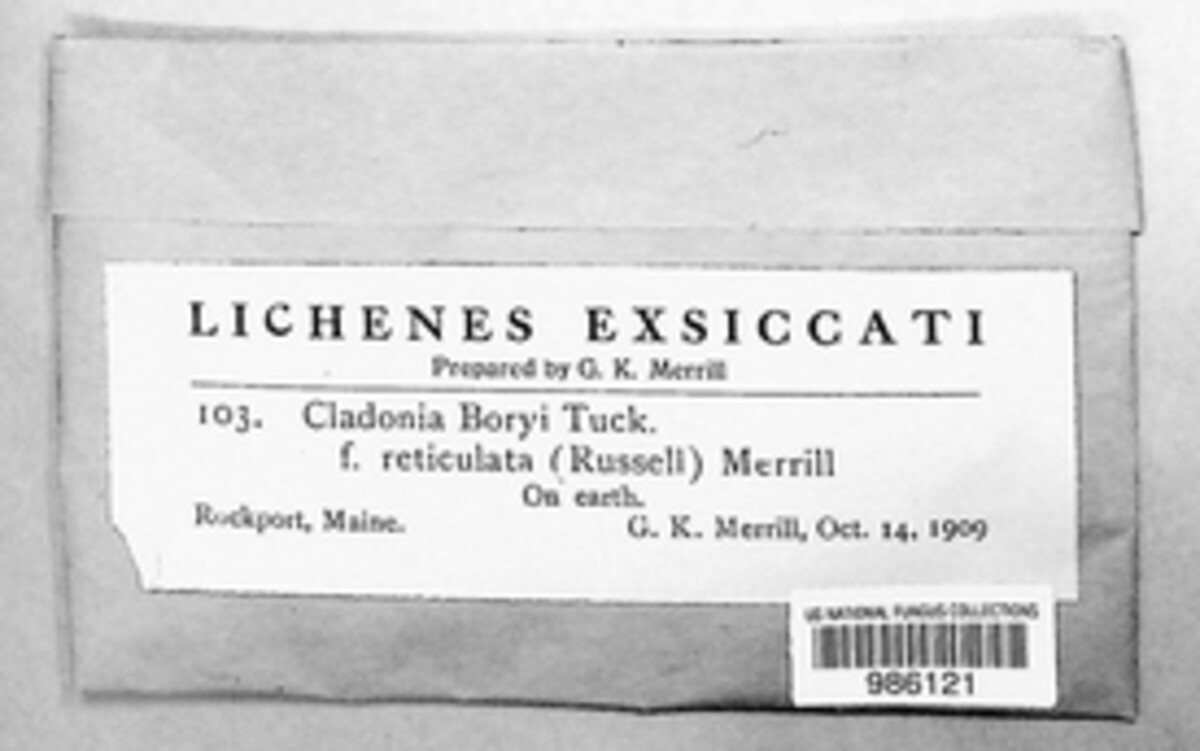 LICHENES EXSICCATI
Prepared by G. K. Merrill
103. Cladonia Boryi Tuck.
f. reticulata (Russell) Merrill
On earth.
Rockport, Maine. G. K. Merrill, Oct. 14, 1909
US NATIONAL FUNGUS COLLECTIONS
986121